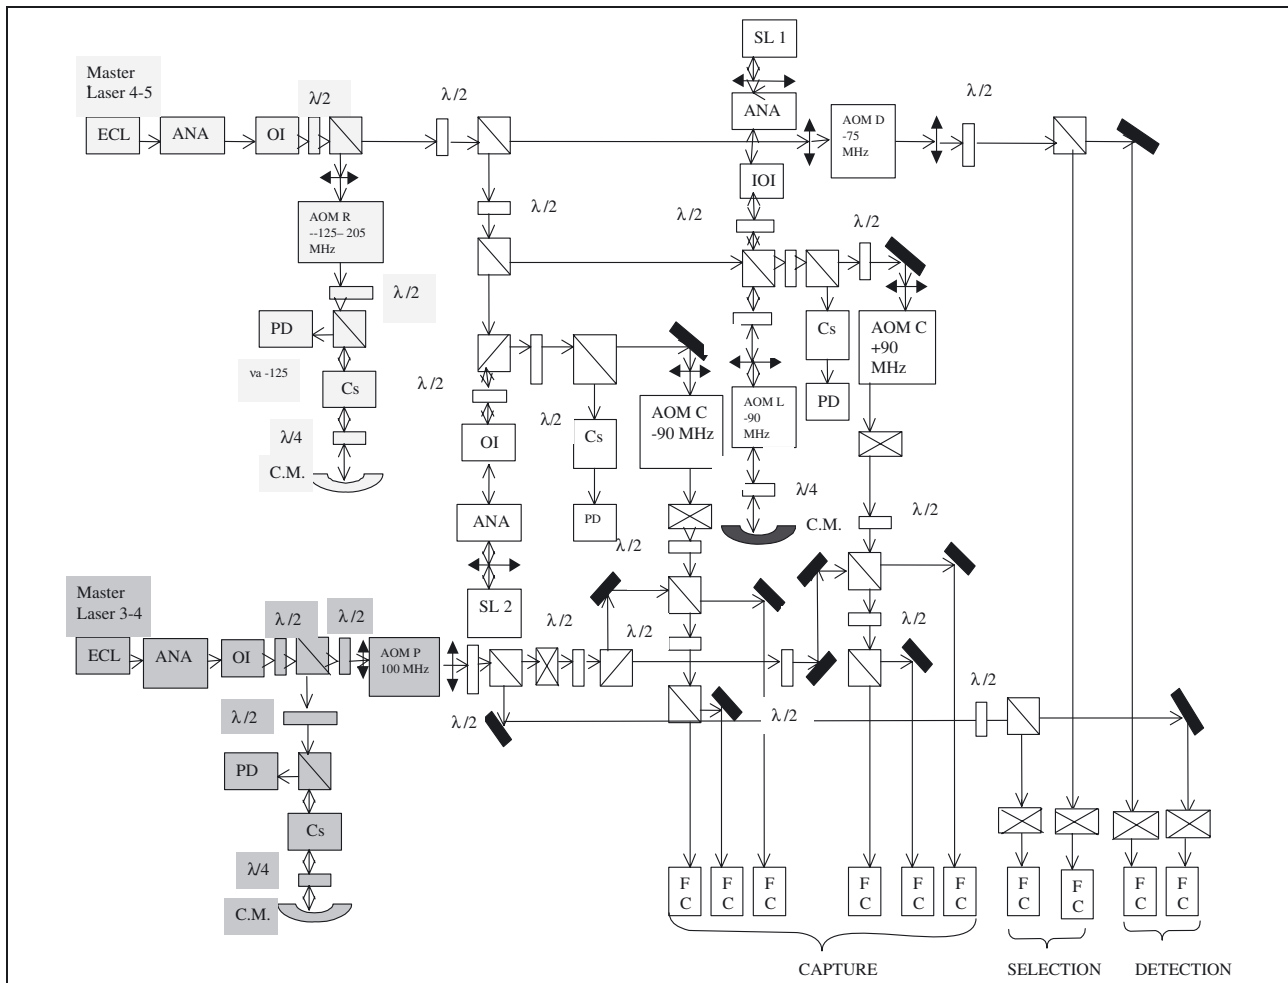 SL 1
Master
Laser 4-5
λ/2
λ/2
λ/2
ECL
ANA
OI
ANA
AOM D
-75
MHz
IOI
AOM R
--125– 205
MHz
λ/2
λ/2
λ/2
λ/2
PD
Cs
AOM C
+90
MHz
νa -125
Cs
λ/2
AOM C
-90 MHz
AOM L
-90
MHz
PD
λ/2
Cs
OI
λ/4
C.M.
λ/4
C.M.
ANA
PD
λ/2
λ/2
Master
Laser 3-4
SL 2
λ/2
λ/2
λ/2
λ/2
λ/2
ECL
ANA
OI
AOM P
100 MHz
λ/2
λ/2
λ/2
λ/2
PD
Cs
λ/4
C.M.
F
C
F
C
F
C
F
C
F
C
F
C
F
C
F
C
F
C
F
C
CAPTURE
SELECTION
DETECTION